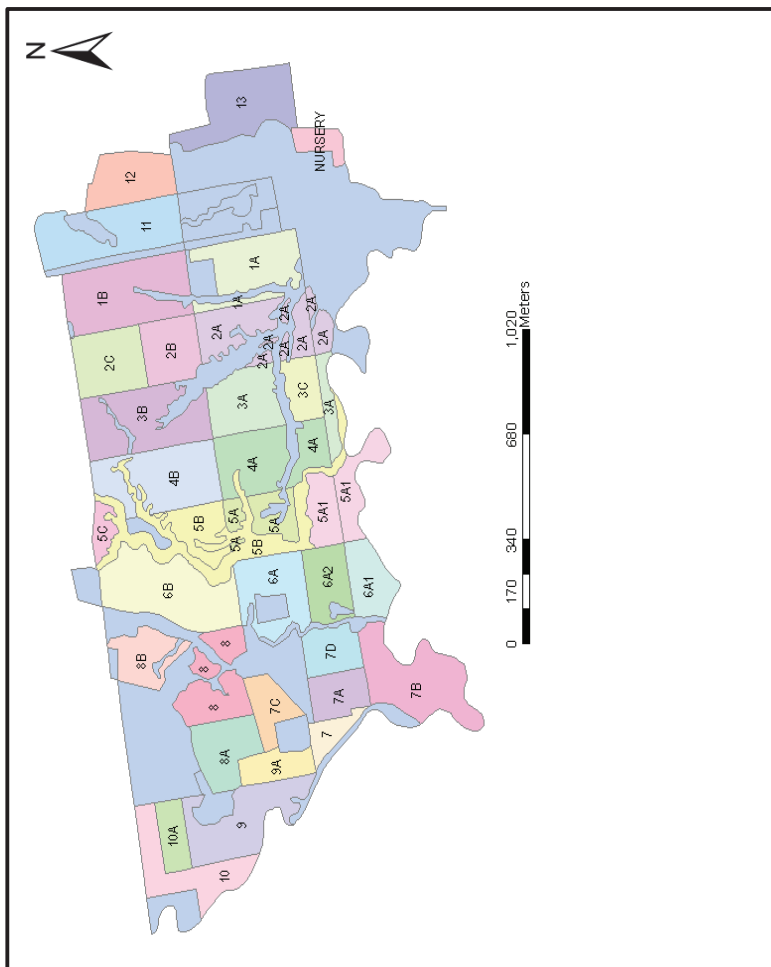 N
13
NURSERY
12
11
1A
1B
1A
2A
2A
2A
2A
2A
2A
2A
2B
2C
3C
3A
3A
3B
4A
4A
4B
5A1
5A1
5A
5A
5A
5B
5B
5C
6A
6A2
6A1
6B
7D
7A
7B
7C
7
8
8
8
8B
8A
9A
9
10A
10
0 170 340 680 1,020
Meters